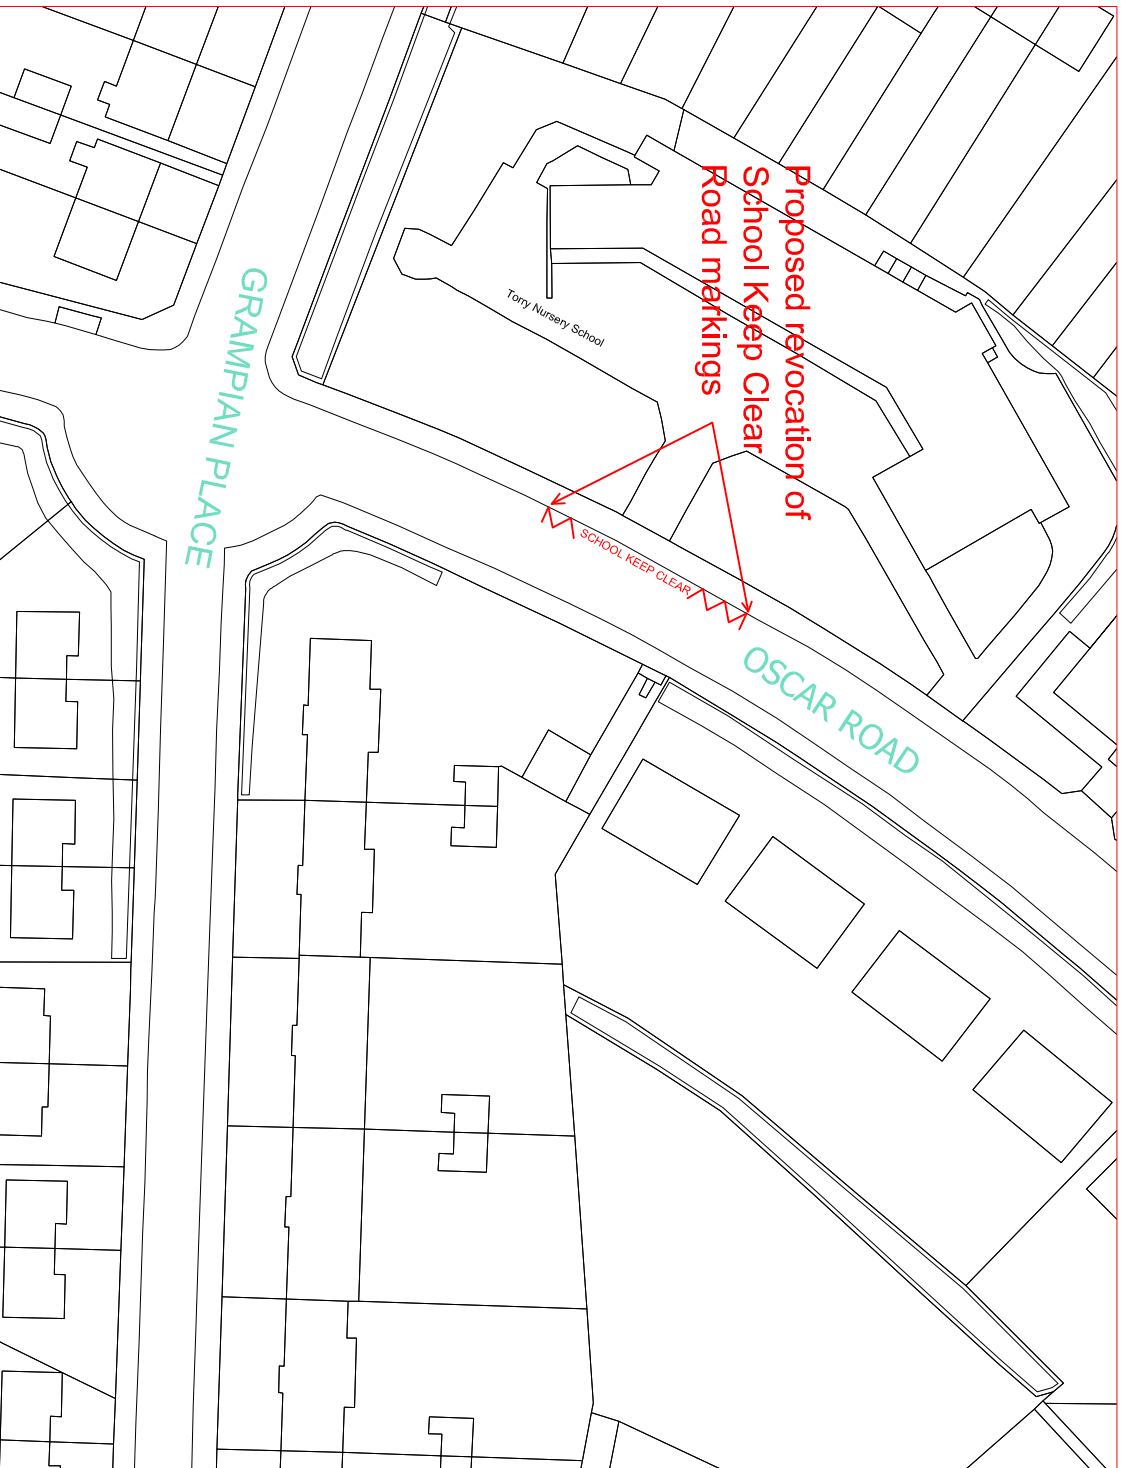 Proposed revocation of
School Keep Clear
Road markings
GRAMPIAN PLACE
Torry Nursery School
SCHOOL KEEP CLEAR
OSCAR ROAD